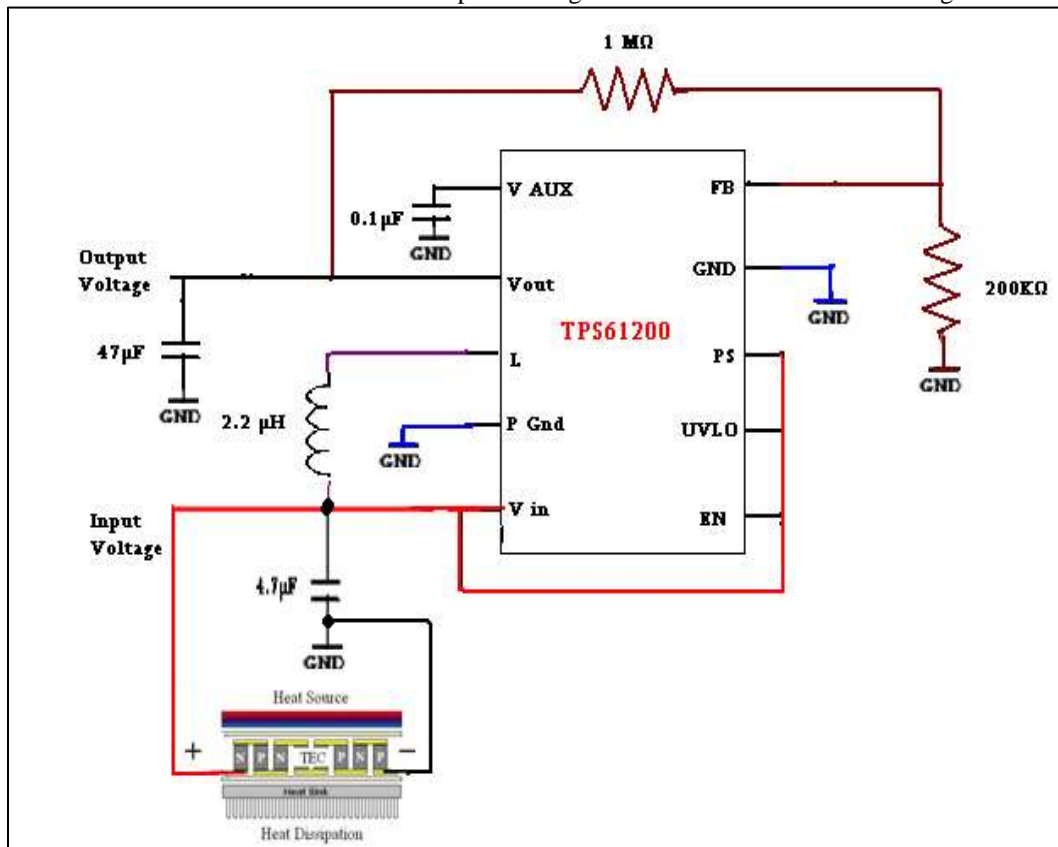 1 MΩ
V AUX
FB
0.1µF
GND
Output
Voltage
Vout
GND
GND
200KΩ
TPS61200
47µF
L
PS
GND
GND
2.2 µH
P Gnd
UVLO
GND
Input
Voltage
V in
EN
4.7µF
GND
Heat Source
+
N P N TEC P N P
−
Heat Sink
Heat Dissipation